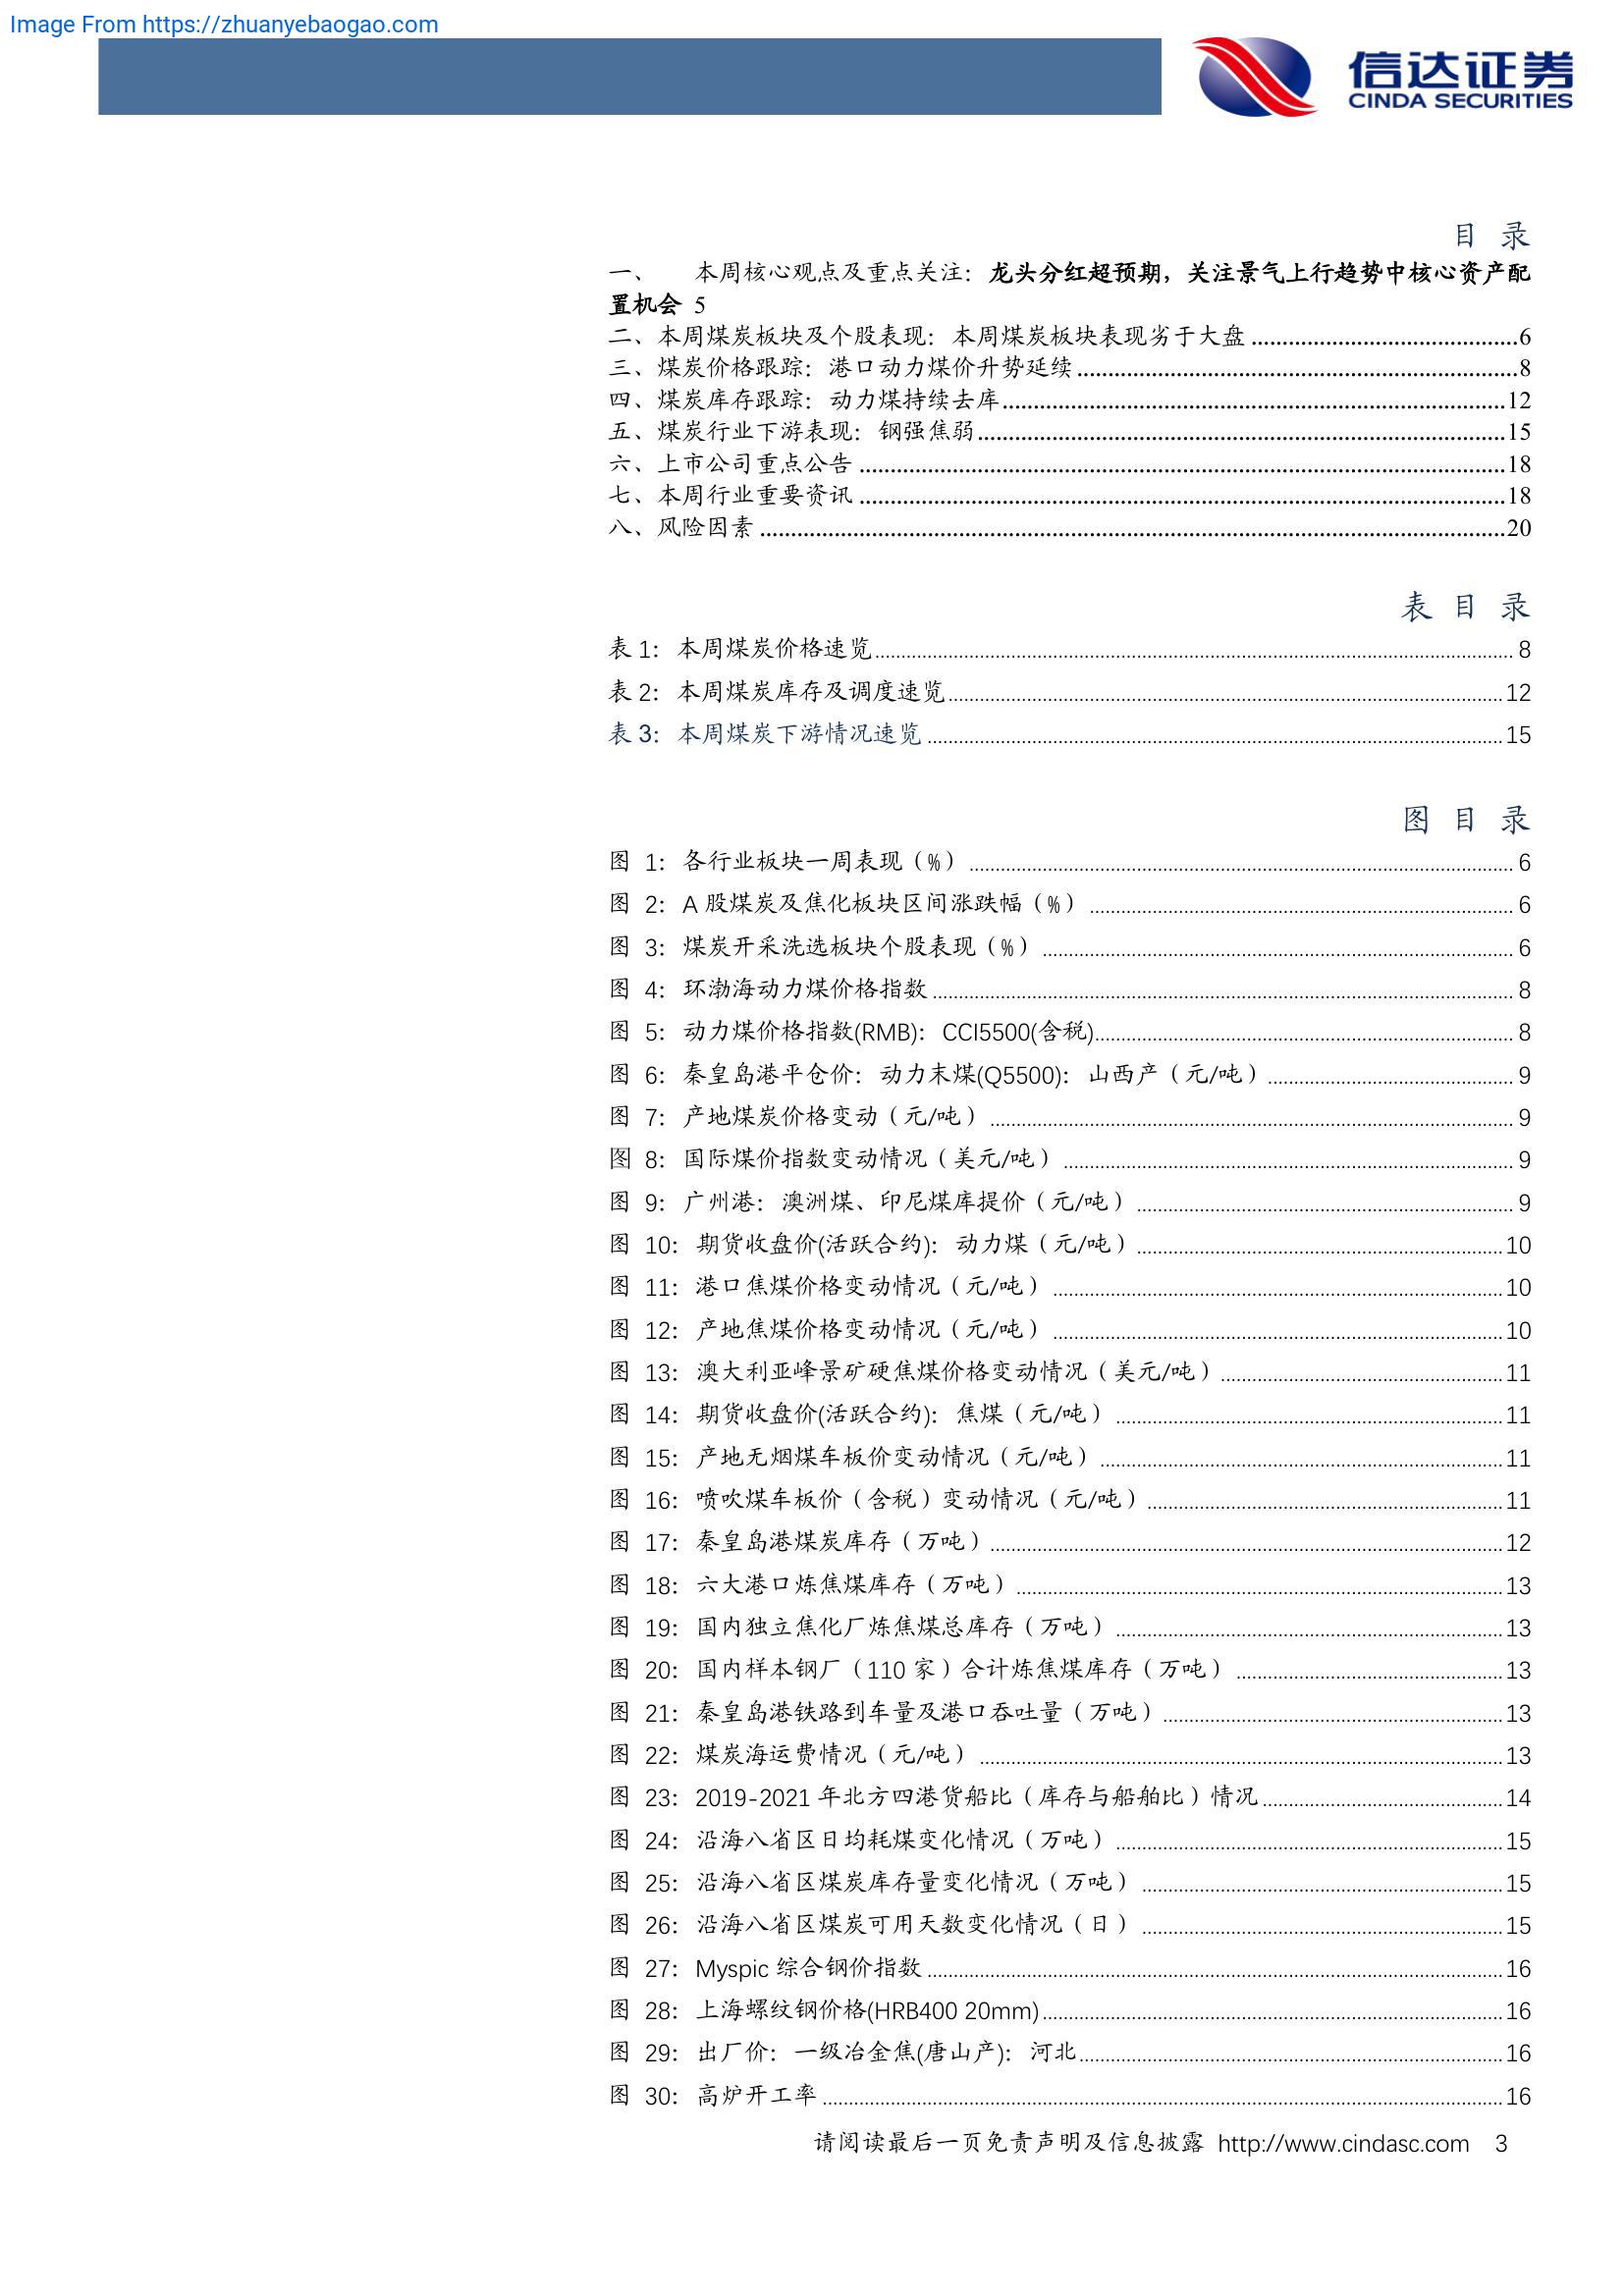 Image From https://zhuanyebaogao.com
信达证券
CINDA SECURITIES
目 录
一、 本周核心观点及重点关注：龙头分红超预期，关注景气上行趋势中核心资产配
置机会 5
二、本周煤炭板块及个股表现：本周煤炭板块表现劣于大盘 ........ 6
三、煤炭价格跟踪：港口动力煤价升势延续 ........ 8
四、煤炭库存跟踪：动力煤持续去库 ........ 12
五、煤炭行业下游表现：钢强焦弱 ........ 15
六、上市公司重点公告 ........ 18
七、本周行业重要资讯 ........ 18
八、风险因素 ........ 20
表 目 录
表 1：本周煤炭价格速览 ........ 8
表 2：本周煤炭库存及调度速览 ........ 12
表 3：本周煤炭下游情况速览 ........ 15
图 目 录
图 1：各行业板块一周表现（%） ........ 6
图 2：A 股煤炭及焦化板块区间涨跌幅（%） ........ 6
图 3：煤炭开采洗选板块个股表现（%） ........ 6
图 4：环渤海动力煤价格指数 ........ 8
图 5：动力煤价格指数(RMB)：CCI5500(含税) ........ 8
图 6：秦皇岛港平仓价：动力末煤(Q5500)：山西产（元/吨） ........ 9
图 7：产地煤炭价格变动（元/吨） ........ 9
图 8：国际煤价指数变动情况（美元/吨） ........ 9
图 9：广州港：澳洲煤、印尼煤库提价（元/吨） ........ 9
图 10：期货收盘价(活跃合约)：动力煤（元/吨） ........ 10
图 11：港口焦煤价格变动情况（元/吨） ........ 10
图 12：产地焦煤价格变动情况（元/吨） ........ 10
图 13：澳大利亚峰景矿硬焦煤价格变动情况（美元/吨） ........ 11
图 14：期货收盘价(活跃合约)：焦煤（元/吨） ........ 11
图 15：产地无烟煤车板价变动情况（元/吨） ........ 11
图 16：喷吹煤车板价（含税）变动情况（元/吨） ........ 11
图 17：秦皇岛港煤炭库存（万吨） ........ 12
图 18：六大港口炼焦煤库存（万吨） ........ 13
图 19：国内独立焦化厂炼焦煤总库存（万吨） ........ 13
图 20：国内样本钢厂（110 家）合计炼焦煤库存（万吨） ........ 13
图 21：秦皇岛港铁路到车量及港口吞吐量（万吨） ........ 13
图 22：煤炭海运费情况（元/吨） ........ 13
图 23：2019-2021 年北方四港货船比（库存与船舶比）情况 ........ 14
图 24：沿海八省区日均耗煤变化情况（万吨） ........ 15
图 25：沿海八省区煤炭库存量变化情况（万吨） ........ 15
图 26：沿海八省区煤炭可用天数变化情况（日） ........ 15
图 27：Myspic 综合钢价指数 ........ 16
图 28：上海螺纹钢价格(HRB400 20mm) ........ 16
图 29：出厂价：一级冶金焦(唐山产)：河北 ........ 16
图 30：高炉开工率 ........ 16
请阅读最后一页免责声明及信息披露 http://www.cindasc.com 3